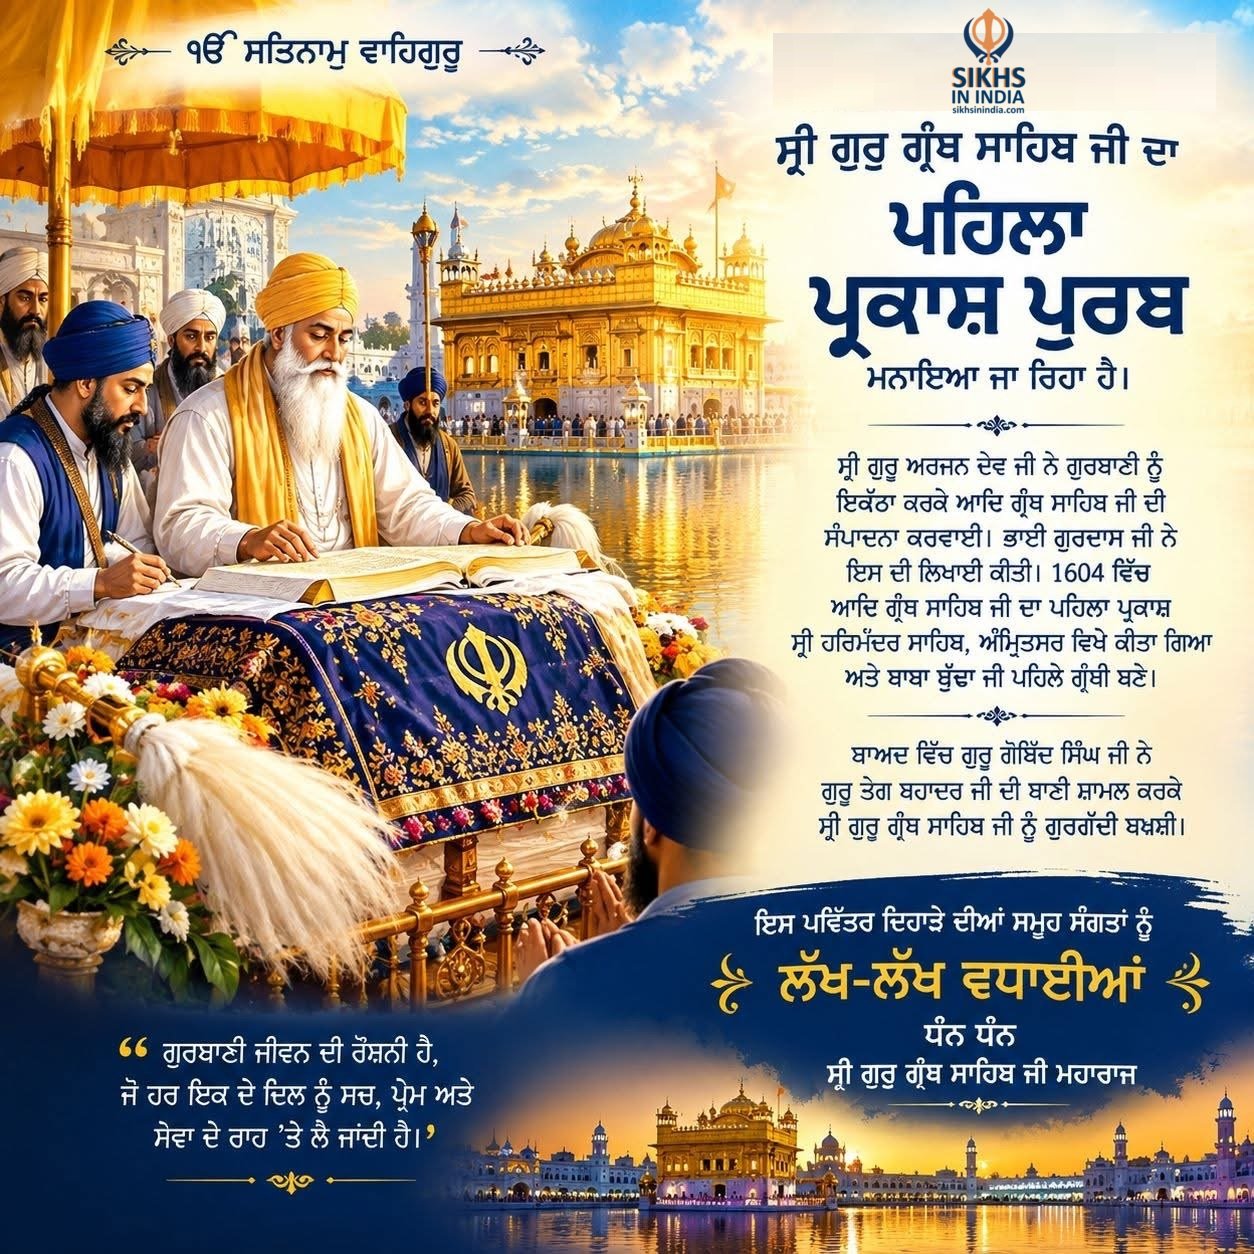 ੴ ਸਤਿਨਾਮੁ ਵਾਹਿਗੁਰੂ
SIKHS
IN INDIA
sikhsinindia.com
ਸ੍ਰੀ ਗੁਰੁ ਗ੍ਰੰਥ ਸਾਹਿਬ ਜੀ ਦਾ
ਪਹਿਲਾ
ਪ੍ਰਕਾਸ਼ ਪੁਰਬ
ਮਨਾਇਆ ਜਾ ਰਿਹਾ ਹੈ।
ਸ੍ਰੀ ਗੁਰੂ ਅਰਜਨ ਦੇਵ ਜੀ ਨੇ ਗੁਰਬਾਣੀ ਨੂੰ
ਇਕੱਠਾ ਕਰਕੇ ਆਦਿ ਗ੍ਰੰਥ ਸਾਹਿਬ ਜੀ ਦੀ
ਸੰਪਾਦਨਾ ਕਰਵਾਈ। ਭਾਈ ਗੁਰਦਾਸ ਜੀ ਨੇ
ਇਸ ਦੀ ਲਿਖਾਈ ਕੀਤੀ। 1604 ਵਿੱਚ
ਆਦਿ ਗ੍ਰੰਥ ਸਾਹਿਬ ਜੀ ਦਾ ਪਹਿਲਾ ਪ੍ਰਕਾਸ਼
ਸ੍ਰੀ ਹਰਿਮੰਦਰ ਸਾਹਿਬ, ਅੰਮ੍ਰਿਤਸਰ ਵਿਖੇ ਕੀਤਾ ਗਿਆ
ਅਤੇ ਬਾਬਾ ਬੁੱਢਾ ਜੀ ਪਹਿਲੇ ਗ੍ਰੰਥੀ ਬਣੇ।
ਬਾਅਦ ਵਿੱਚ ਗੁਰੂ ਗੋਬਿੰਦ ਸਿੰਘ ਜੀ ਨੇ
ਗੁਰੂ ਤੇਗ ਬਹਾਦਰ ਜੀ ਦੀ ਬਾਣੀ ਸ਼ਾਮਲ ਕਰਕੇ
ਸ੍ਰੀ ਗੁਰੂ ਗ੍ਰੰਥ ਸਾਹਿਬ ਜੀ ਨੂੰ ਗੁਰਗੱਦੀ ਬਖ਼ਸ਼ੀ।
ਇਸ ਪਵਿੱਤਰ ਦਿਹਾੜੇ ਦੀਆਂ ਸਮੂਹ ਸੰਗਤਾਂ ਨੂੰ
ਲੱਖ-ਲੱਖ ਵਧਾਈਆਂ
ਧੰਨ ਧੰਨ
ਸ੍ਰੀ ਗੁਰੁ ਗ੍ਰੰਥ ਸਾਹਿਬ ਜੀ ਮਹਾਰਾਜ
“ ਗੁਰਬਾਣੀ ਜੀਵਨ ਦੀ ਰੌਸ਼ਨੀ ਹੈ,
ਜੋ ਹਰ ਇਕ ਦੇ ਦਿਲ ਨੂੰ ਸਚ, ਪ੍ਰੇਮ ਅਤੇ
ਸੇਵਾ ਦੇ ਰਾਹ 'ਤੇ ਲੈ ਜਾਂਦੀ ਹੈ।’